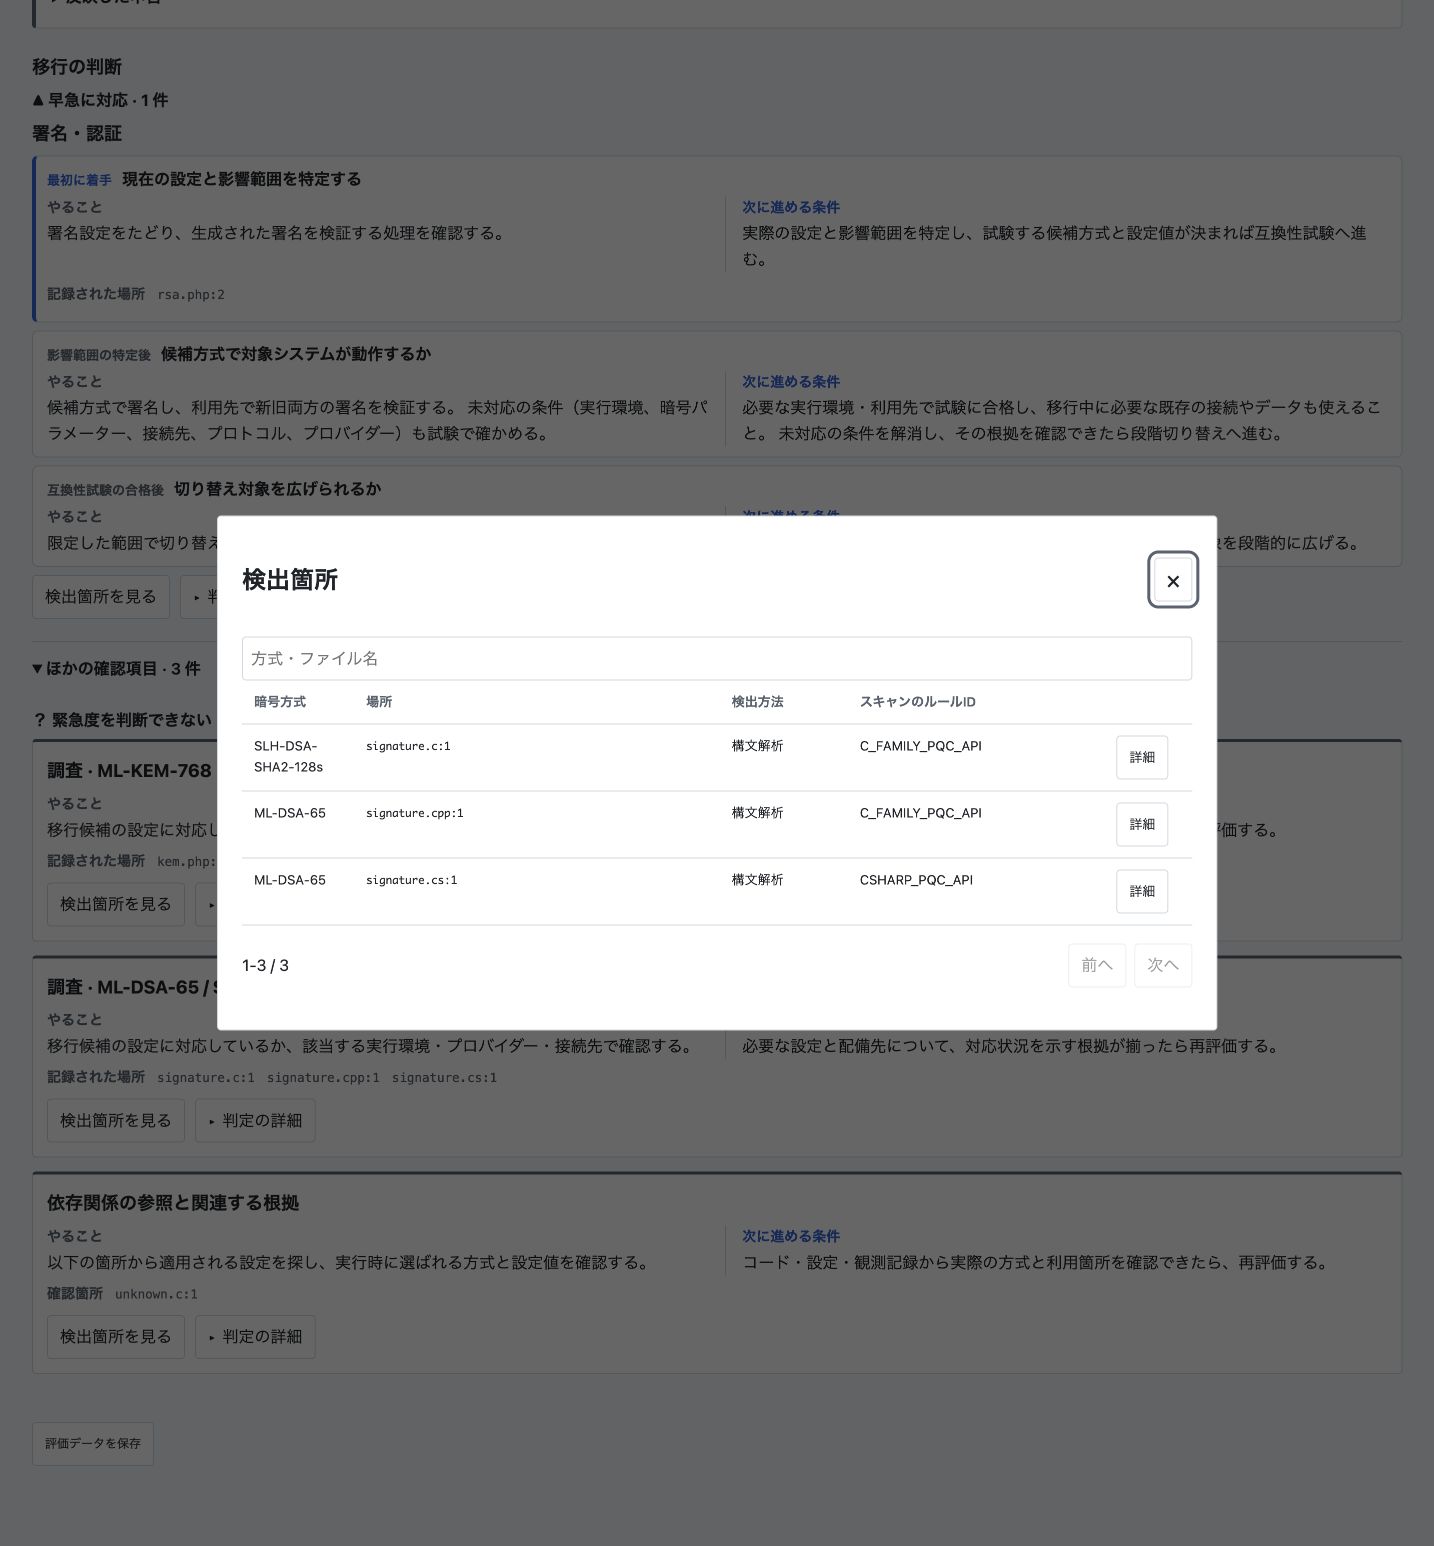 移行の判断
▲ 早急に対応 · 1 件
署名・認証
最初に着手 現在の設定と影響範囲を特定する
やること
署名設定をたどり、生成された署名を検証する処理を確認する。
次に進める条件
実際の設定と影響範囲を特定し、試験する候補方式と設定値が決まれば互換性試験へ進
む。
記録された場所 rsa.php:2
影響範囲の特定後 候補方式で対象システムが動作するか
やること
候補方式で署名し、利用先で新旧両方の署名を検証する。 未対応の条件（実行環境、暗号パ
ラメーター、接続先、プロトコル、プロバイダー）も試験で確かめる。
次に進める条件
必要な実行環境・利用先で試験に合格し、移行中に必要な既存の接続やデータも使えるこ
と。 未対応の条件を解消し、その根拠を確認できたら段階切り替えへ進む。
互換性試験の合格後 切り替え対象を広げられるか
やること
限定した範囲で切り替え
を段階的に広げる。
検出箇所を見る
▸ 判
▼ ほかの確認項目 · 3 件
? 緊急度を判断できない
調査 · ML-KEM-768
やること
移行候補の設定に対応し
価する。
記録された場所 kem.php:
検出箇所を見る
▸
検出箇所
×
方式・ファイル名
暗号方式 場所 検出方法 スキャンのルールID
SLH-DSA-
SHA2-128s signature.c:1 構文解析 C_FAMILY_PQC_API 詳細
ML-DSA-65 signature.cpp:1 構文解析 C_FAMILY_PQC_API 詳細
ML-DSA-65 signature.cs:1 構文解析 CSHARP_PQC_API 詳細
1-3 / 3
前へ 次へ
調査 · ML-DSA-65 /
やること
移行候補の設定に対応しているか、該当する実行環境・プロバイダー・接続先で確認する。
必要な設定と配備先について、対応状況を示す根拠が揃ったら再評価する。
記録された場所 signature.c:1 signature.cpp:1 signature.cs:1
検出箇所を見る
▸ 判定の詳細
依存関係の参照と関連する根拠
やること
以下の箇所から適用される設定を探し、実行時に選ばれる方式と設定値を確認する。
次に進める条件
コード・設定・観測記録から実際の方式と利用箇所を確認できたら、再評価する。
確認箇所 unknown.c:1
検出箇所を見る
▸ 判定の詳細
評価データを保存